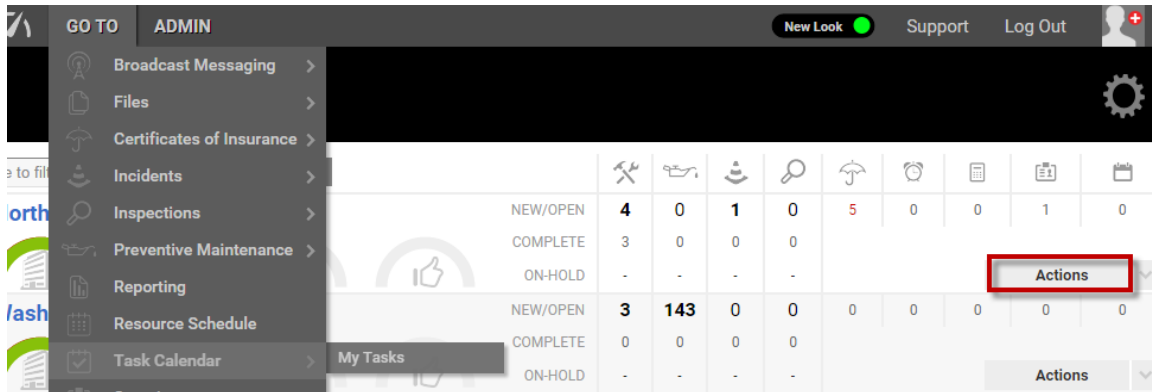 GO TO ADMIN New Look Support Log Out
Broadcast Messaging
Files
Certificates of Insurance
Incidents
Inspections
Preventive Maintenance
Reporting
Resource Schedule
Task Calendar
My Tasks
e to filt
NEW/OPEN 4 0 1 0 5 0 0 1 0
COMPLETE 3 0 0 0
ON-HOLD - - - -
Actions
NEW/OPEN 3 143 0 0 0 0 0 0 0
COMPLETE 0 0 0 0
ON-HOLD - - - -
Actions